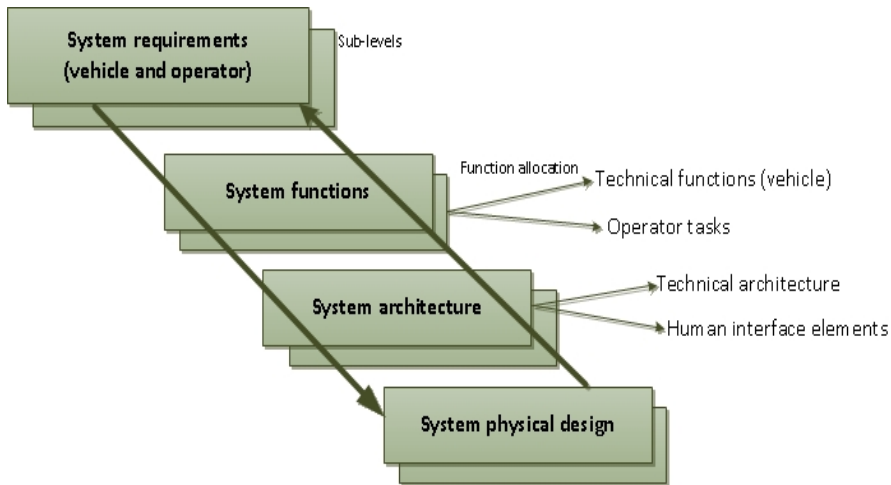 System requirements
(vehicle and operator)
Sub-levels
System functions
Function allocation
Technical functions (vehicle)
Operator tasks
System architecture
Technical architecture
Human interface elements
System physical design